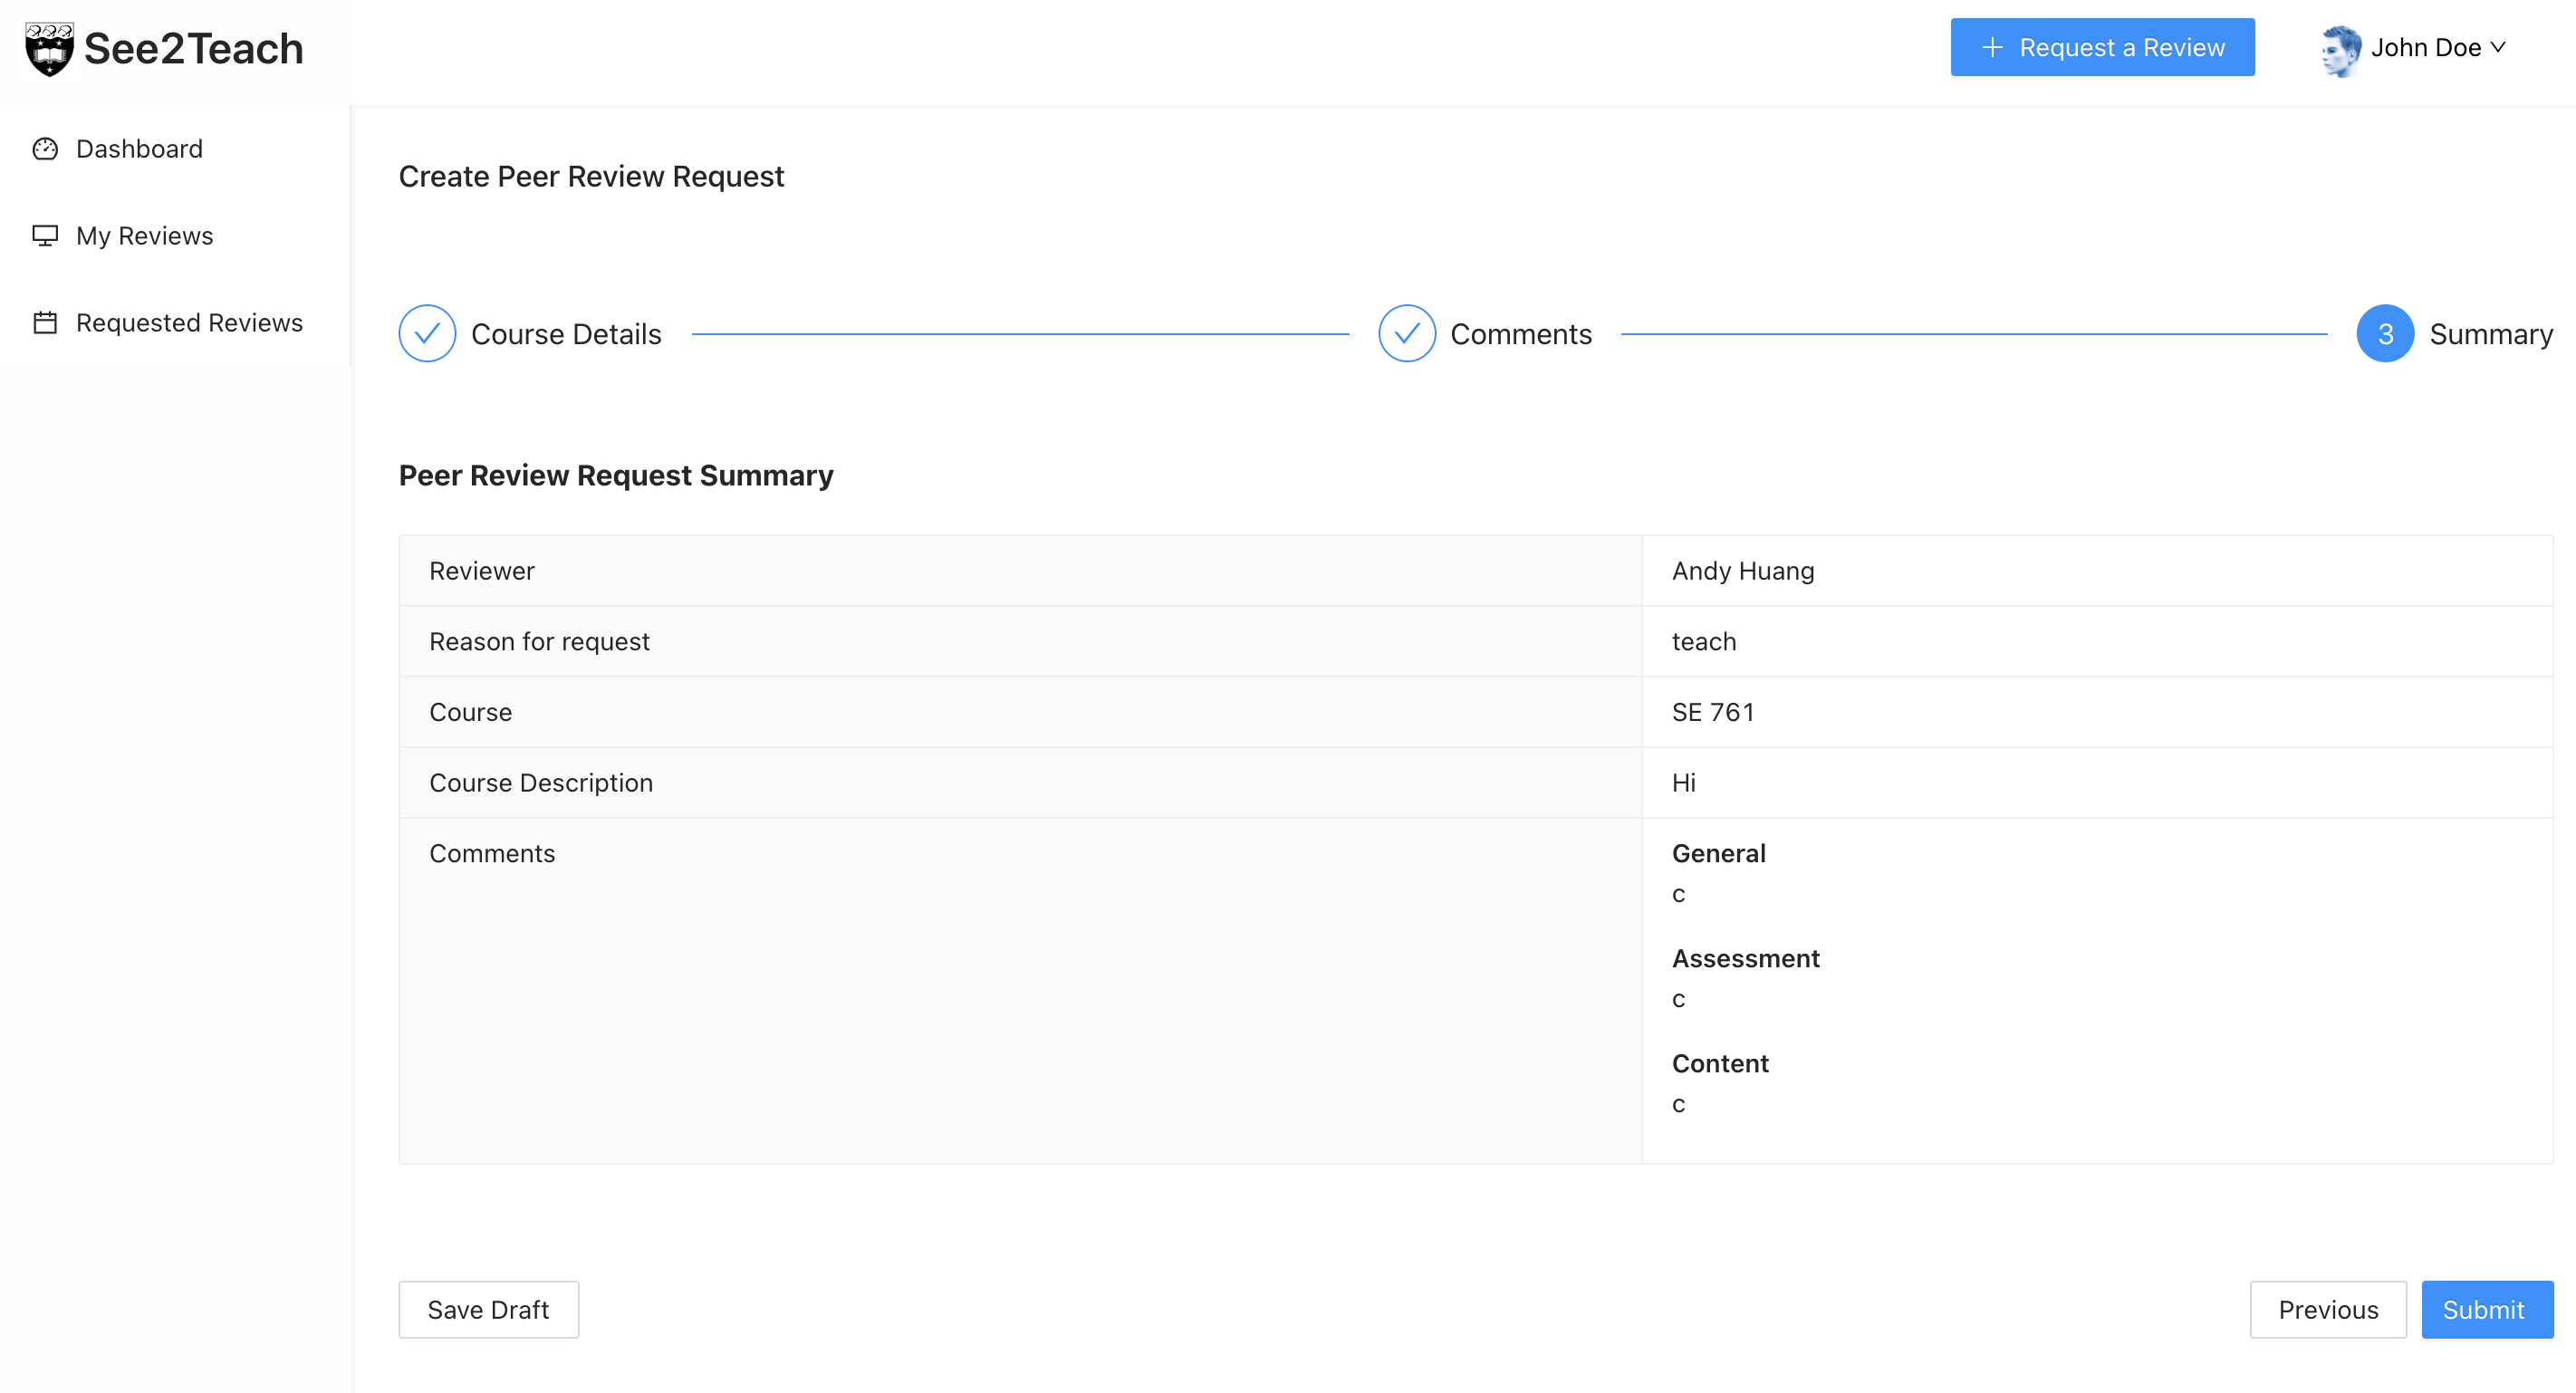 See2Teach
+ Request a Review
John Doe
Dashboard
My Reviews
Requested Reviews
Create Peer Review Request
Course Details
Comments
3 Summary
Peer Review Request Summary
Reviewer Andy Huang
Reason for request teach
Course SE 761
Course Description Hi
Comments General
c
Assessment
c
Content
c
Save Draft
Previous
Submit